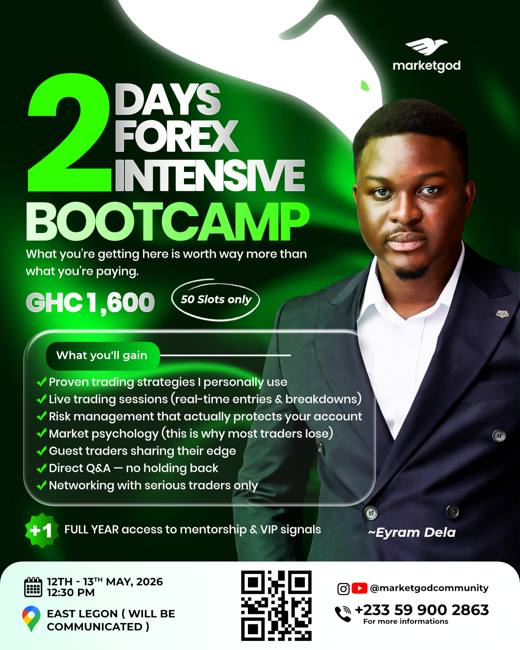 marketgod
2 DAYS
FOREX
INTENSIVE
BOOTCAMP
What you're getting here is worth way more than
what you're paying.
GHC 1,600
50 Slots only
What you'll gain
Proven trading strategies I personally use
Live trading sessions (real-time entries & breakdowns)
Risk management that actually protects your account
Market psychology (this is why most traders lose)
Guest traders sharing their edge
Direct Q&A — no holding back
Networking with serious traders only
+1 FULL YEAR access to mentorship & VIP signals
~Eyram Dela
12TH - 13TH MAY, 2026
12:30 PM
EAST LEGON ( WILL BE
COMMUNICATED )
@marketgodcommunity
+233 59 900 2863
For more informations